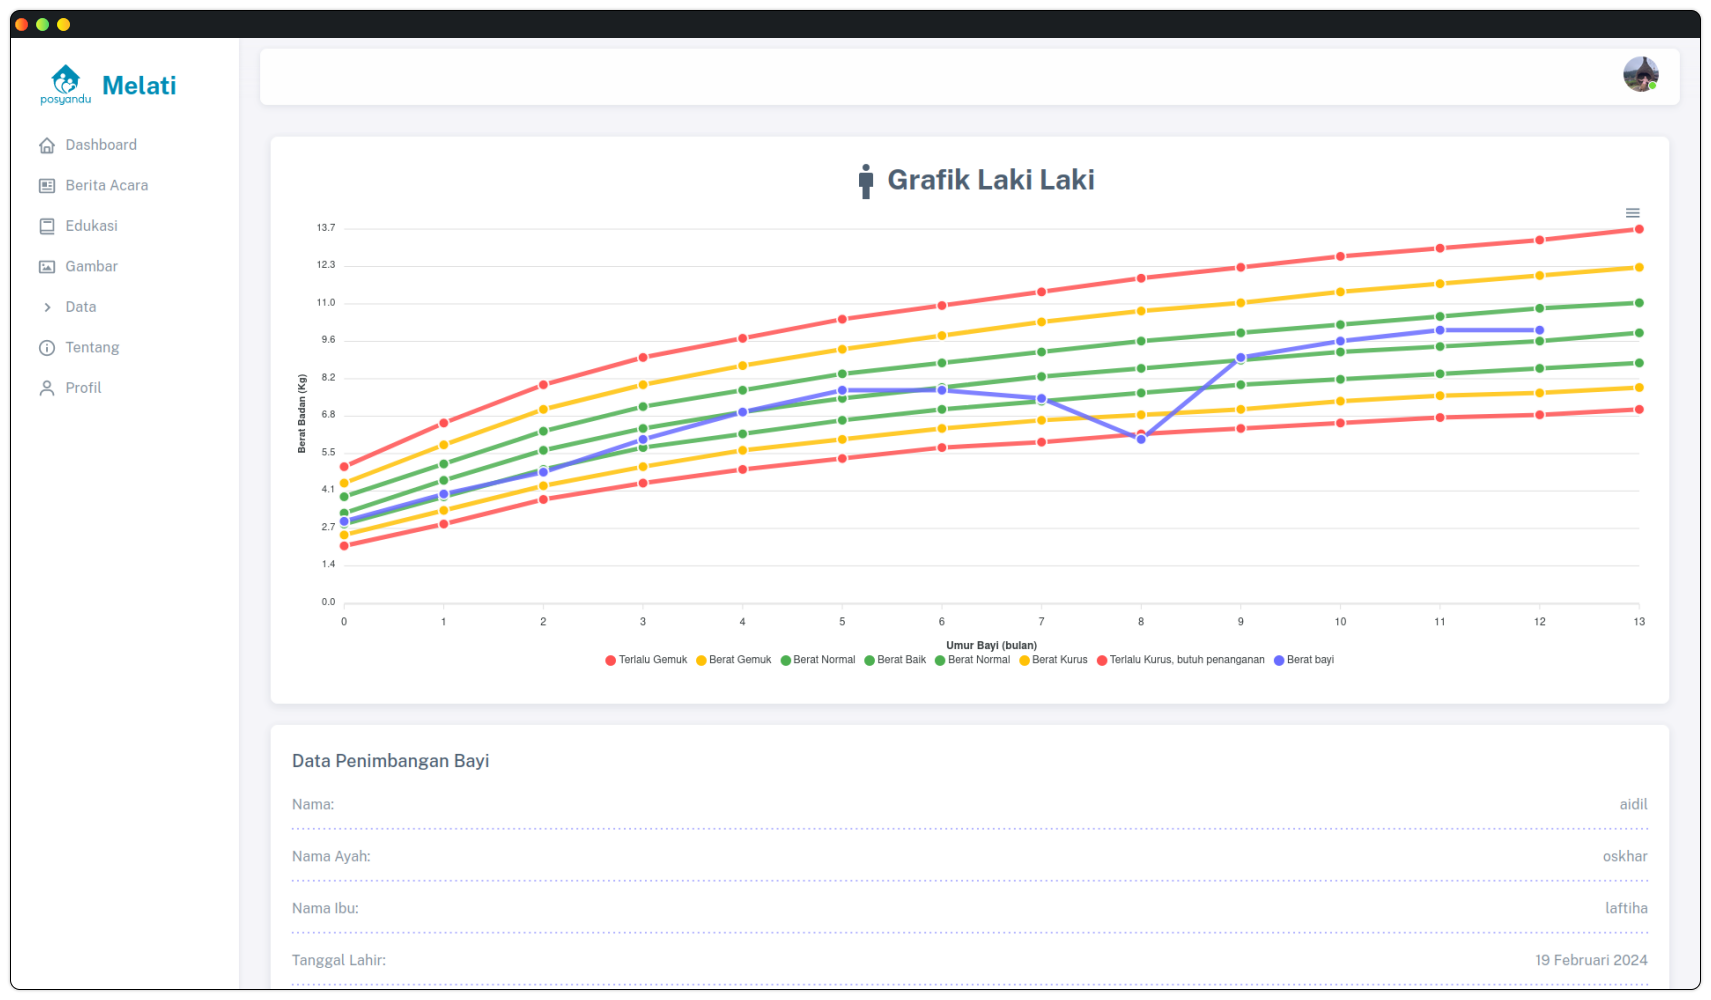 posyandu
Melati
Dashboard
Berita Acara
Edukasi
Gambar
Data
Tentang
Profil
Grafik Laki Laki
13.7
12.3
11.0
9.6
8.2
6.8
5.5
4.1
2.7
1.4
0.0
Berat Badan (Kg)
0 1 2 3 4 5 6 7 8 9 10 11 12 13
Umur Bayi (bulan)
Terlalu Gemuk Berat Gemuk Berat Normal Berat Baik Berat Normal Berat Kurus Terlalu Kurus, butuh penanganan Berat bayi
Data Penimbangan Bayi
Nama: aidil
Nama Ayah: oskhar
Nama Ibu: laftiha
Tanggal Lahir: 19 Februari 2024